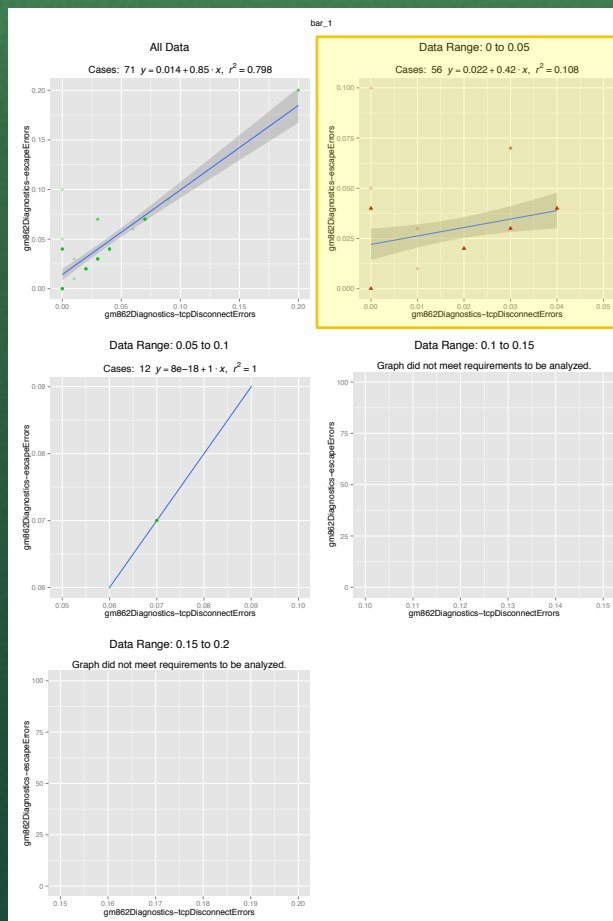 bar_1
All Data
Cases: 71 y = 0.014 + 0.85 · x, r² = 0.798
gm862Diagnostics−escapeErrors
0.20
0.15
0.10
0.05
0.00
0.00 0.05 0.10 0.15 0.20
gm862Diagnostics−tcpDisconnectErrors
Data Range: 0 to 0.05
Cases: 56 y = 0.022 + 0.42 · x, r² = 0.108
gm862Diagnostics−escapeErrors
0.100
0.075
0.050
0.025
0.000
0.00 0.01 0.02 0.03 0.04 0.05
gm862Diagnostics−tcpDisconnectErrors
Data Range: 0.05 to 0.1
Cases: 12 y = 8e−18 + 1 · x, r² = 1
gm862Diagnostics−escapeErrors
0.09
0.08
0.07
0.06
0.05 0.06 0.07 0.08 0.09 0.10
gm862Diagnostics−tcpDisconnectErrors
Data Range: 0.1 to 0.15
Graph did not meet requirements to be analyzed.
gm862Diagnostics−escapeErrors
100
75
50
25
0
0.10 0.11 0.12 0.13 0.14 0.15
gm862Diagnostics−tcpDisconnectErrors
Data Range: 0.15 to 0.2
Graph did not meet requirements to be analyzed.
gm862Diagnostics−escapeErrors
100
75
50
25
0
0.15 0.16 0.17 0.18 0.19 0.20
gm862Diagnostics−tcpDisconnectErrors